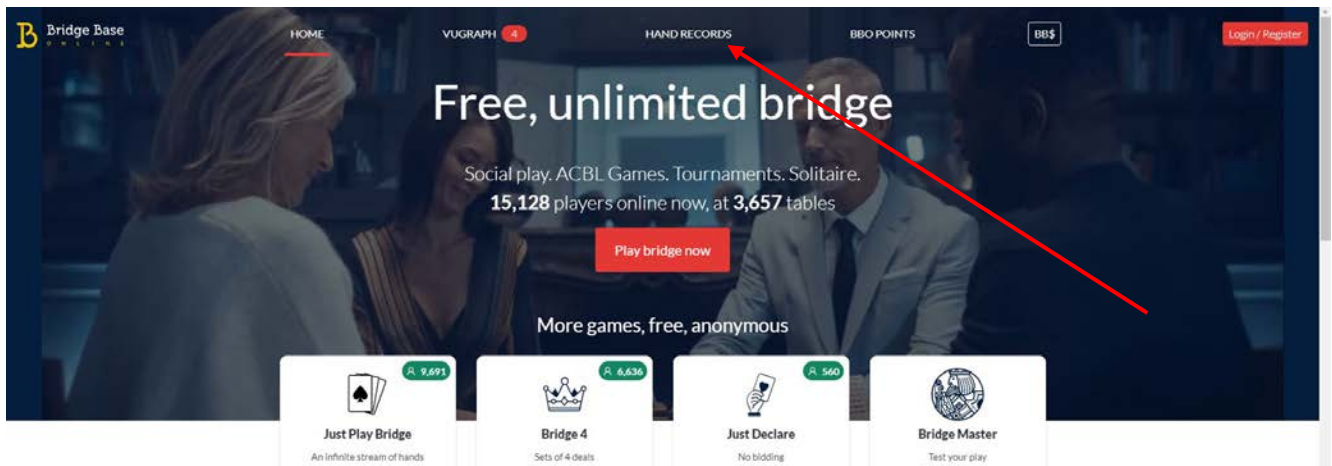 Bridge Base
ONLINE
HOME
VUGRAPH 4
HAND RECORDS
BBO POINTS
BB$
Login / Register
Free, unlimited bridge
Social play. ACBL Games. Tournaments. Solitaire.
15,128 players online now, at 3,657 tables
Play bridge now
More games, free, anonymous
9,691
Just Play Bridge
An infinite stream of hands
6,636
Bridge 4
Sets of 4 deals
560
Just Declare
No bidding
Bridge Master
Test your play